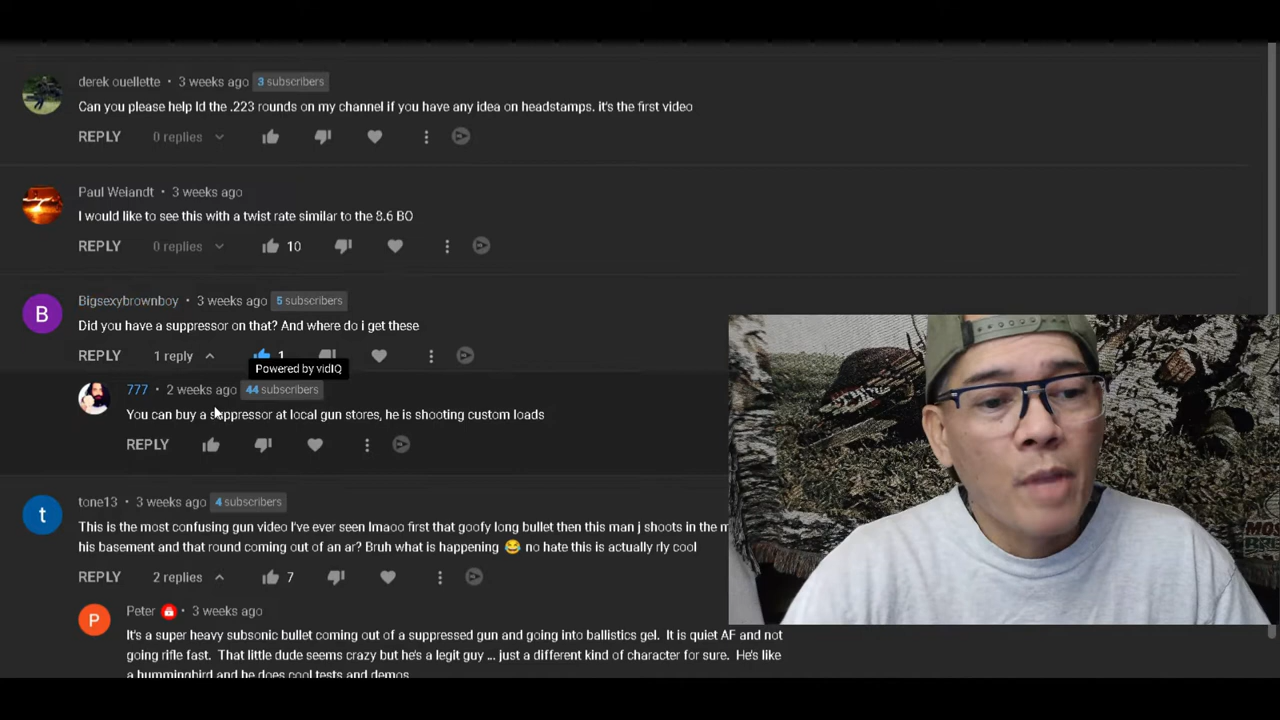 derek ouellette • 3 weeks ago 3 subscribers
Can you please help Id the .223 rounds on my channel if you have any idea on headstamps. it's the first video
REPLY 0 replies
Paul Weiandt • 3 weeks ago
I would like to see this with a twist rate similar to the 8.6 BO
REPLY 0 replies 10
B
Bigsexybrownboy • 3 weeks ago 5 subscribers
Did you have a suppressor on that? And where do i get these
REPLY 1 reply 1
Powered by vidIQ
777 • 2 weeks ago 44 subscribers
You can buy a suppressor at local gun stores, he is shooting custom loads
REPLY
t
tone13 • 3 weeks ago 4 subscribers
This is the most confusing gun video I've ever seen lmaoo first that goofy long bullet then this man j shoots in the
his basement and that round coming out of an ar? Bruh what is happening 😂 no hate this is actually rly cool
REPLY 2 replies 7
P
Peter • 3 weeks ago
It's a super heavy subsonic bullet coming out of a suppressed gun and going into ballistics gel. It is quiet AF and not
going rifle fast. That little dude seems crazy but he's a legit guy ... just a different kind of character for sure. He's like
a hummingbird and he does cool tests and demos